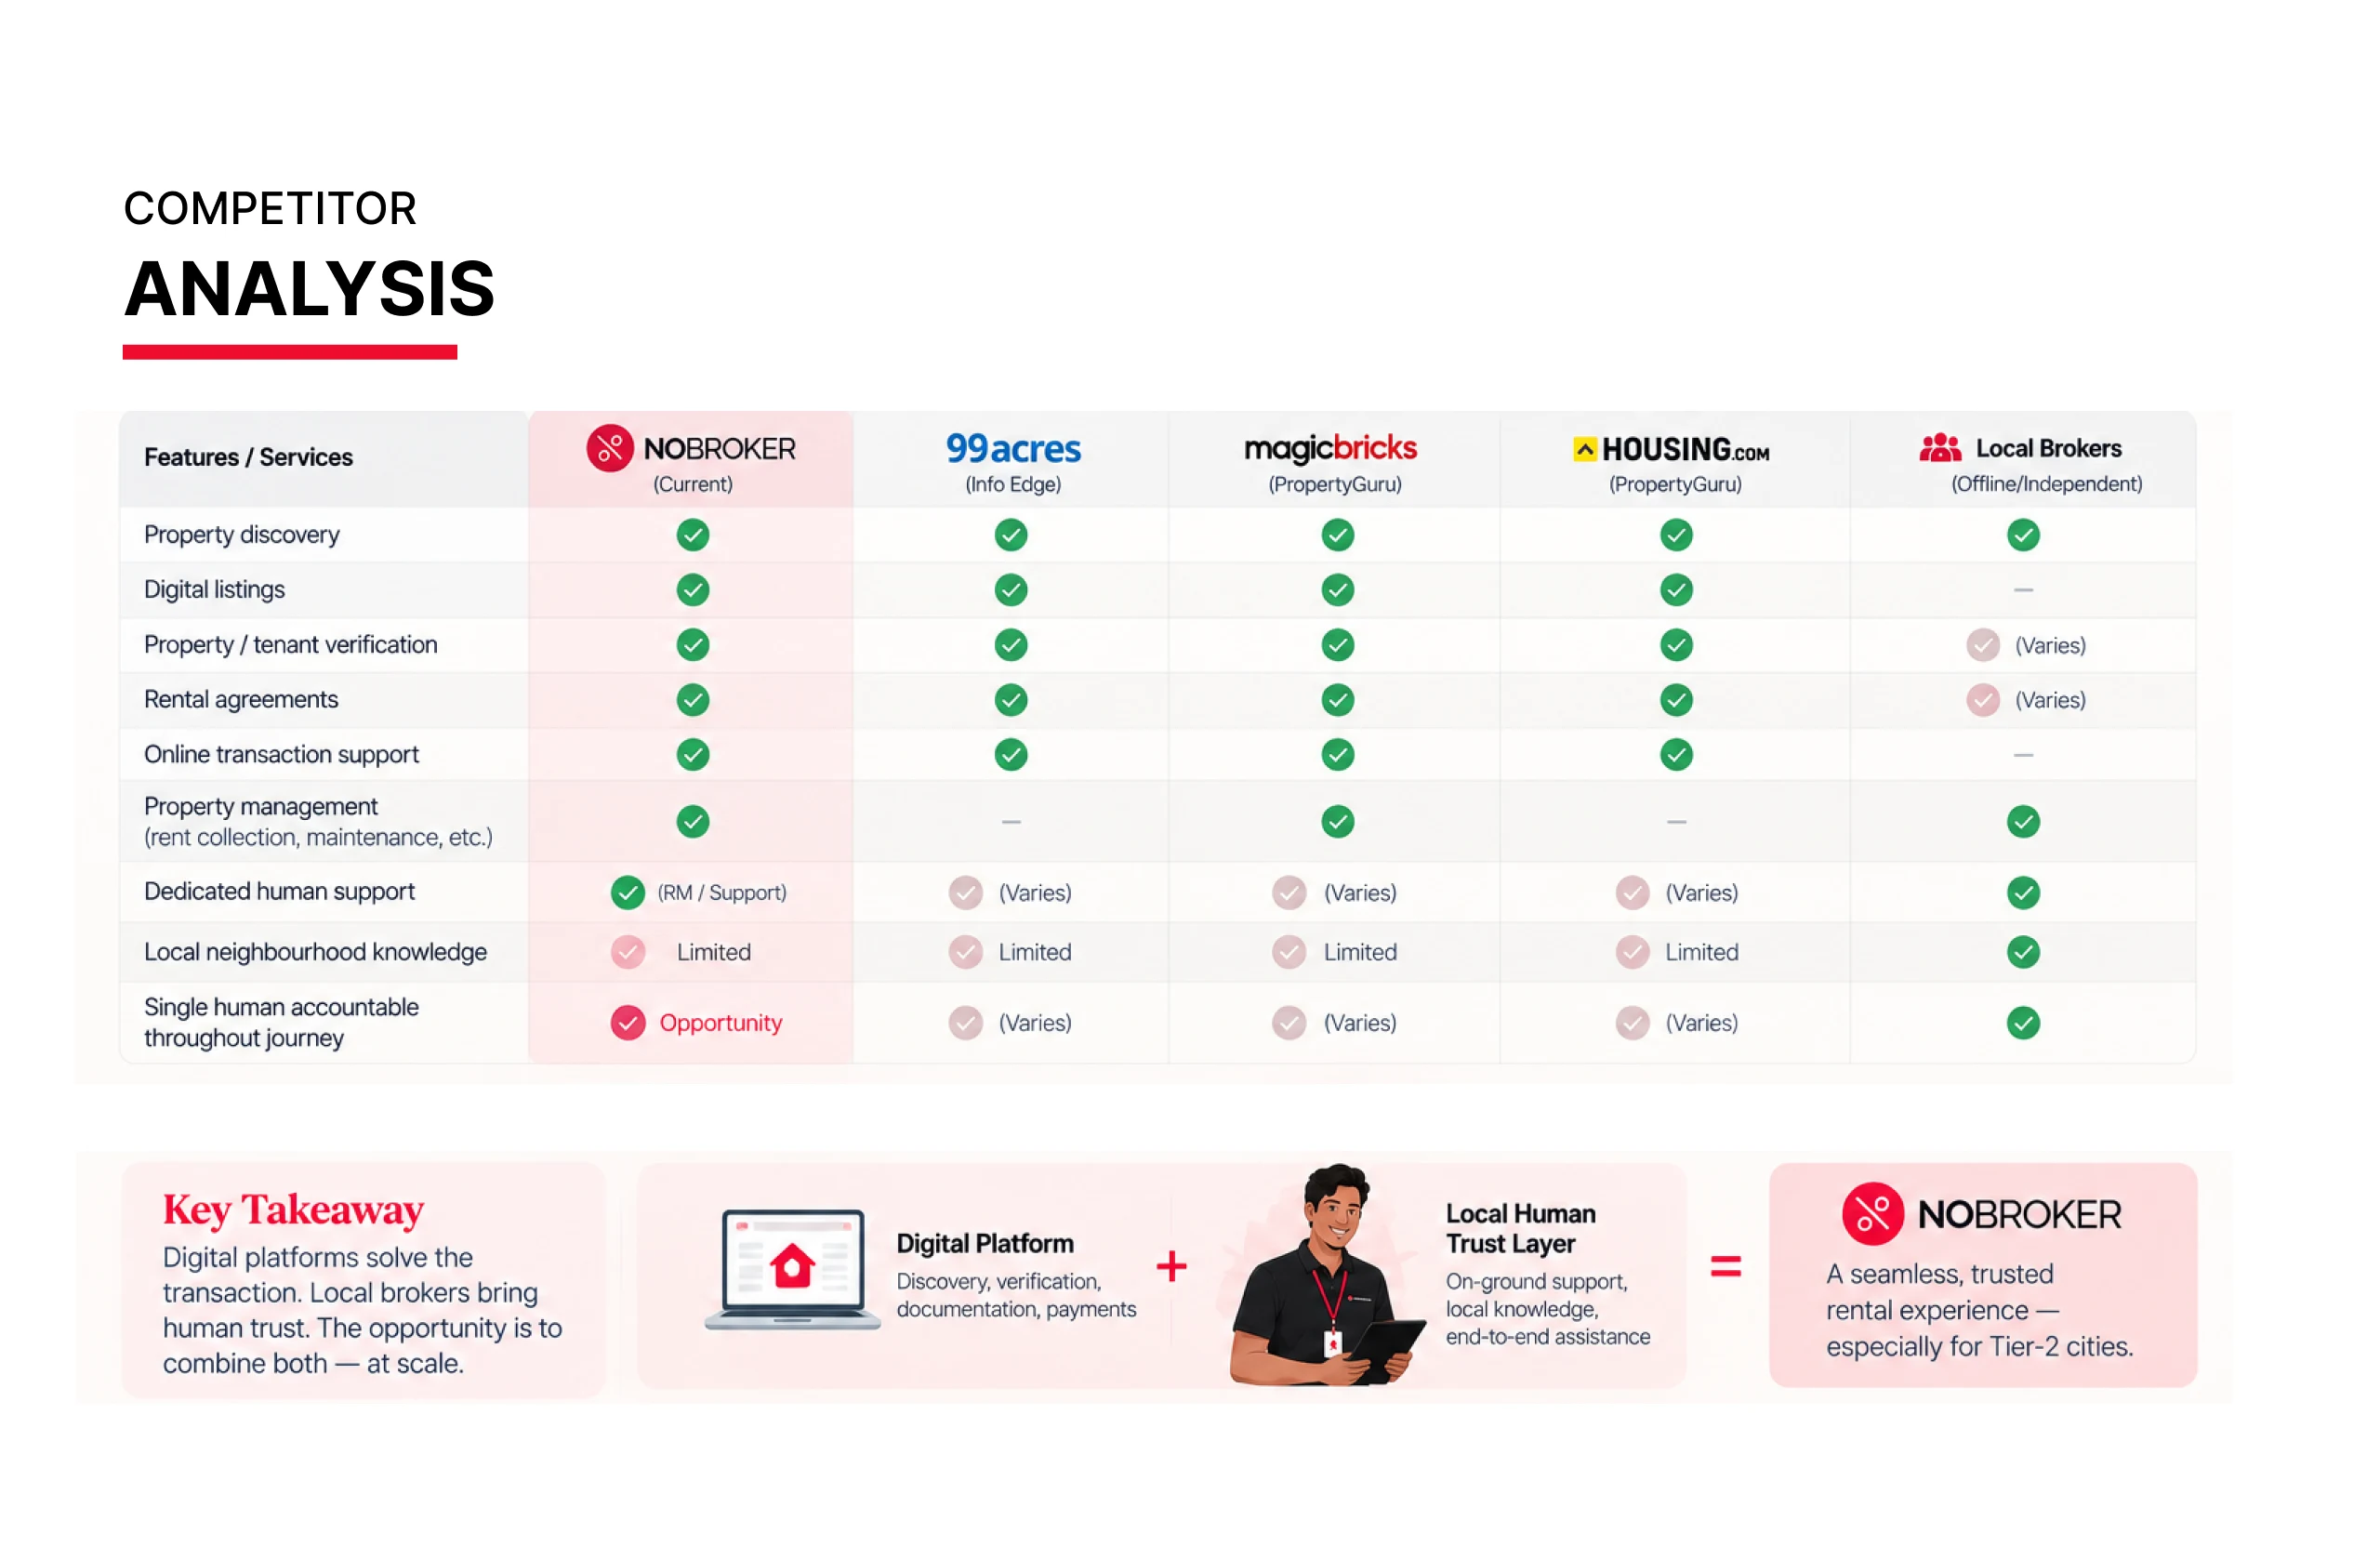 COMPETITOR
ANALYSIS
Features / Services
NOBROKER
(Current)
99acres
(Info Edge)
magicbricks
(PropertyGuru)
HOUSING.COM
(PropertyGuru)
Local Brokers
(Offline/Independent)
Property discovery
Digital listings
—
Property / tenant verification
(Varies)
Rental agreements
(Varies)
Online transaction support
—
Property management
(rent collection, maintenance, etc.)
—
—
Dedicated human support
(RM / Support)
(Varies)
(Varies)
(Varies)
Local neighbourhood knowledge
Limited
Limited
Limited
Limited
Single human accountable
throughout journey
Opportunity
(Varies)
(Varies)
(Varies)
Key Takeaway
Digital platforms solve the
transaction. Local brokers bring
human trust. The opportunity is to
combine both — at scale.
Digital Platform
Discovery, verification,
documentation, payments
+
Local Human
Trust Layer
On-ground support,
local knowledge,
end-to-end assistance
=
NOBROKER
A seamless, trusted
rental experience —
especially for Tier-2 cities.